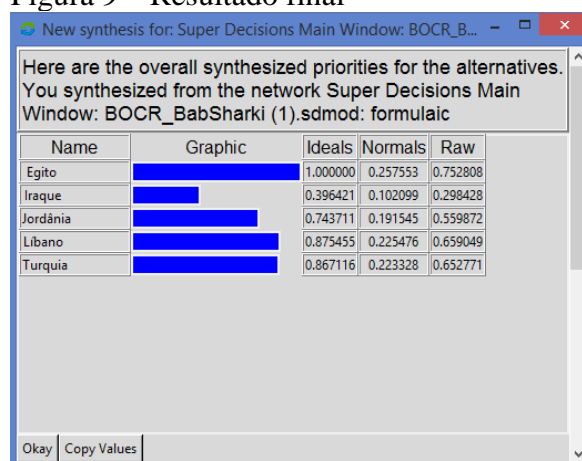 Figura 9 – Resultado final
New synthesis for: Super Decisions Main Window: BOCR_B...
Here are the overall synthesized priorities for the alternatives.
You synthesized from the network Super Decisions Main
Window: BOCR_BabSharki (1).sdmod: formulaic
Name Graphic Ideals Normals Raw
Egito 1.000000 0.257553 0.752808
Iraque 0.396421 0.102099 0.298428
Jordânia 0.743711 0.191545 0.559872
Líbano 0.875455 0.225476 0.659049
Turquia 0.867116 0.223328 0.652771
Okay Copy Values